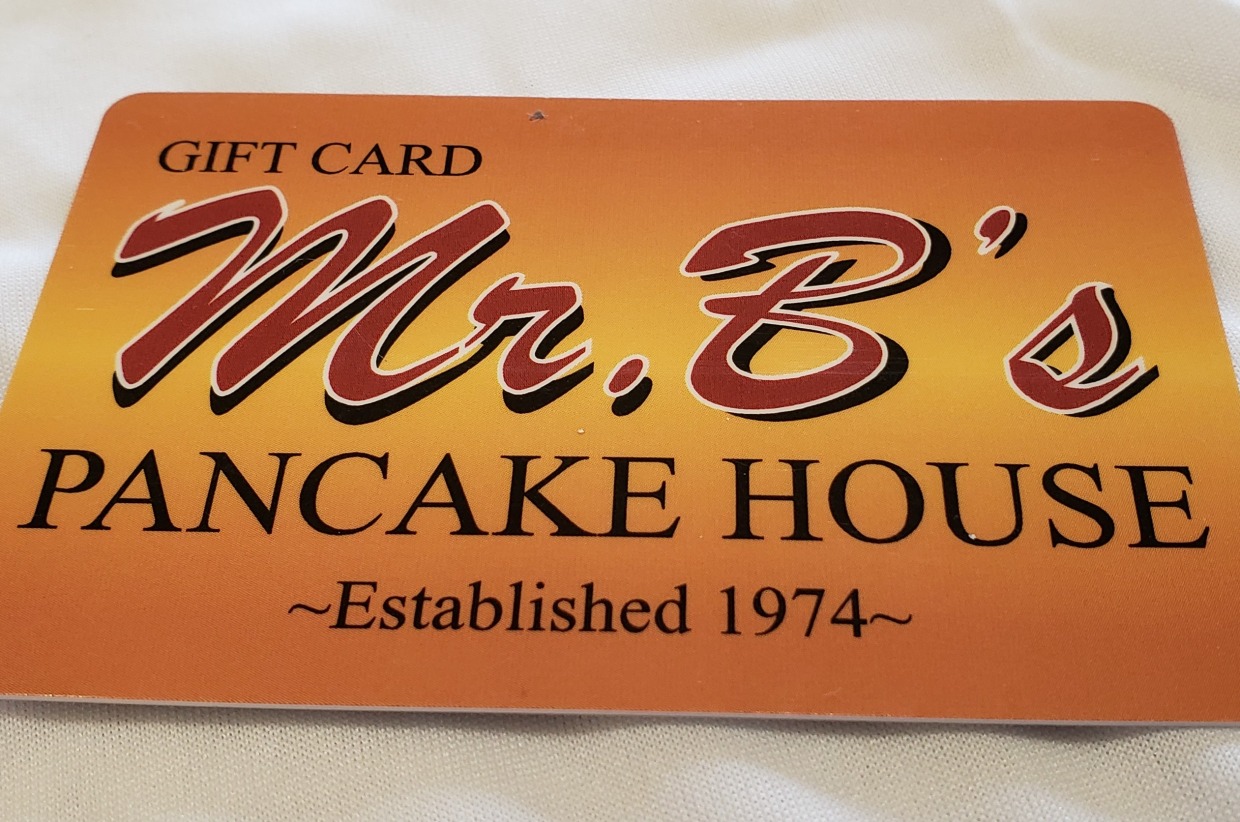 GIFT CARD
Mr. B's
PANCAKE HOUSE
~Established 1974~